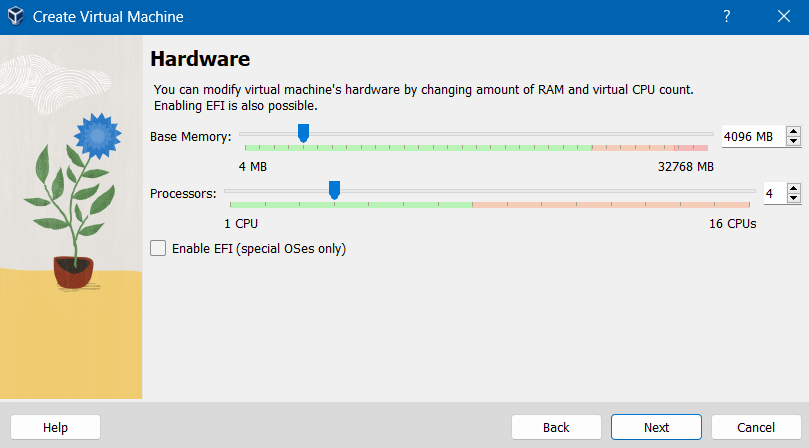 Create Virtual Machine
?
Hardware
You can modify virtual machine's hardware by changing amount of RAM and virtual CPU count.
Enabling EFI is also possible.
Base Memory:
4096 MB
4 MB
32768 MB
Processors:
4
1 CPU
16 CPUs
Enable EFI (special OSes only)
Help
Back
Next
Cancel